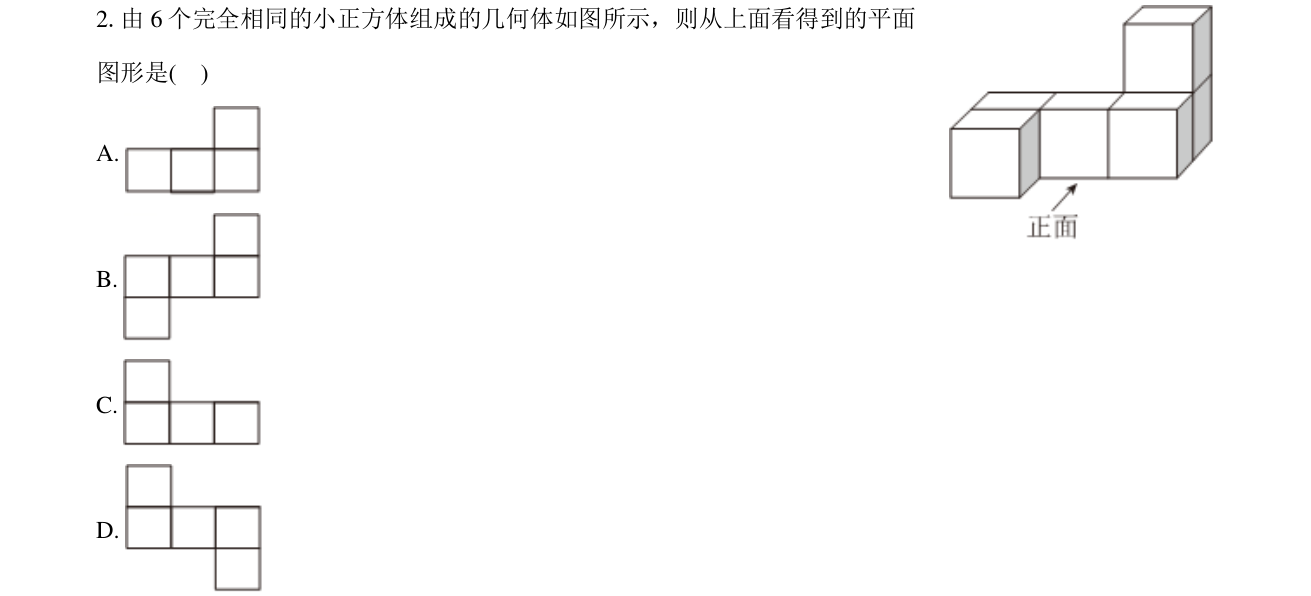 2. 由 6 个完全相同的小正方体组成的几何体如图所示，则从上面看得到的平面
图形是(　)
正面
A.
B.
C.
D.